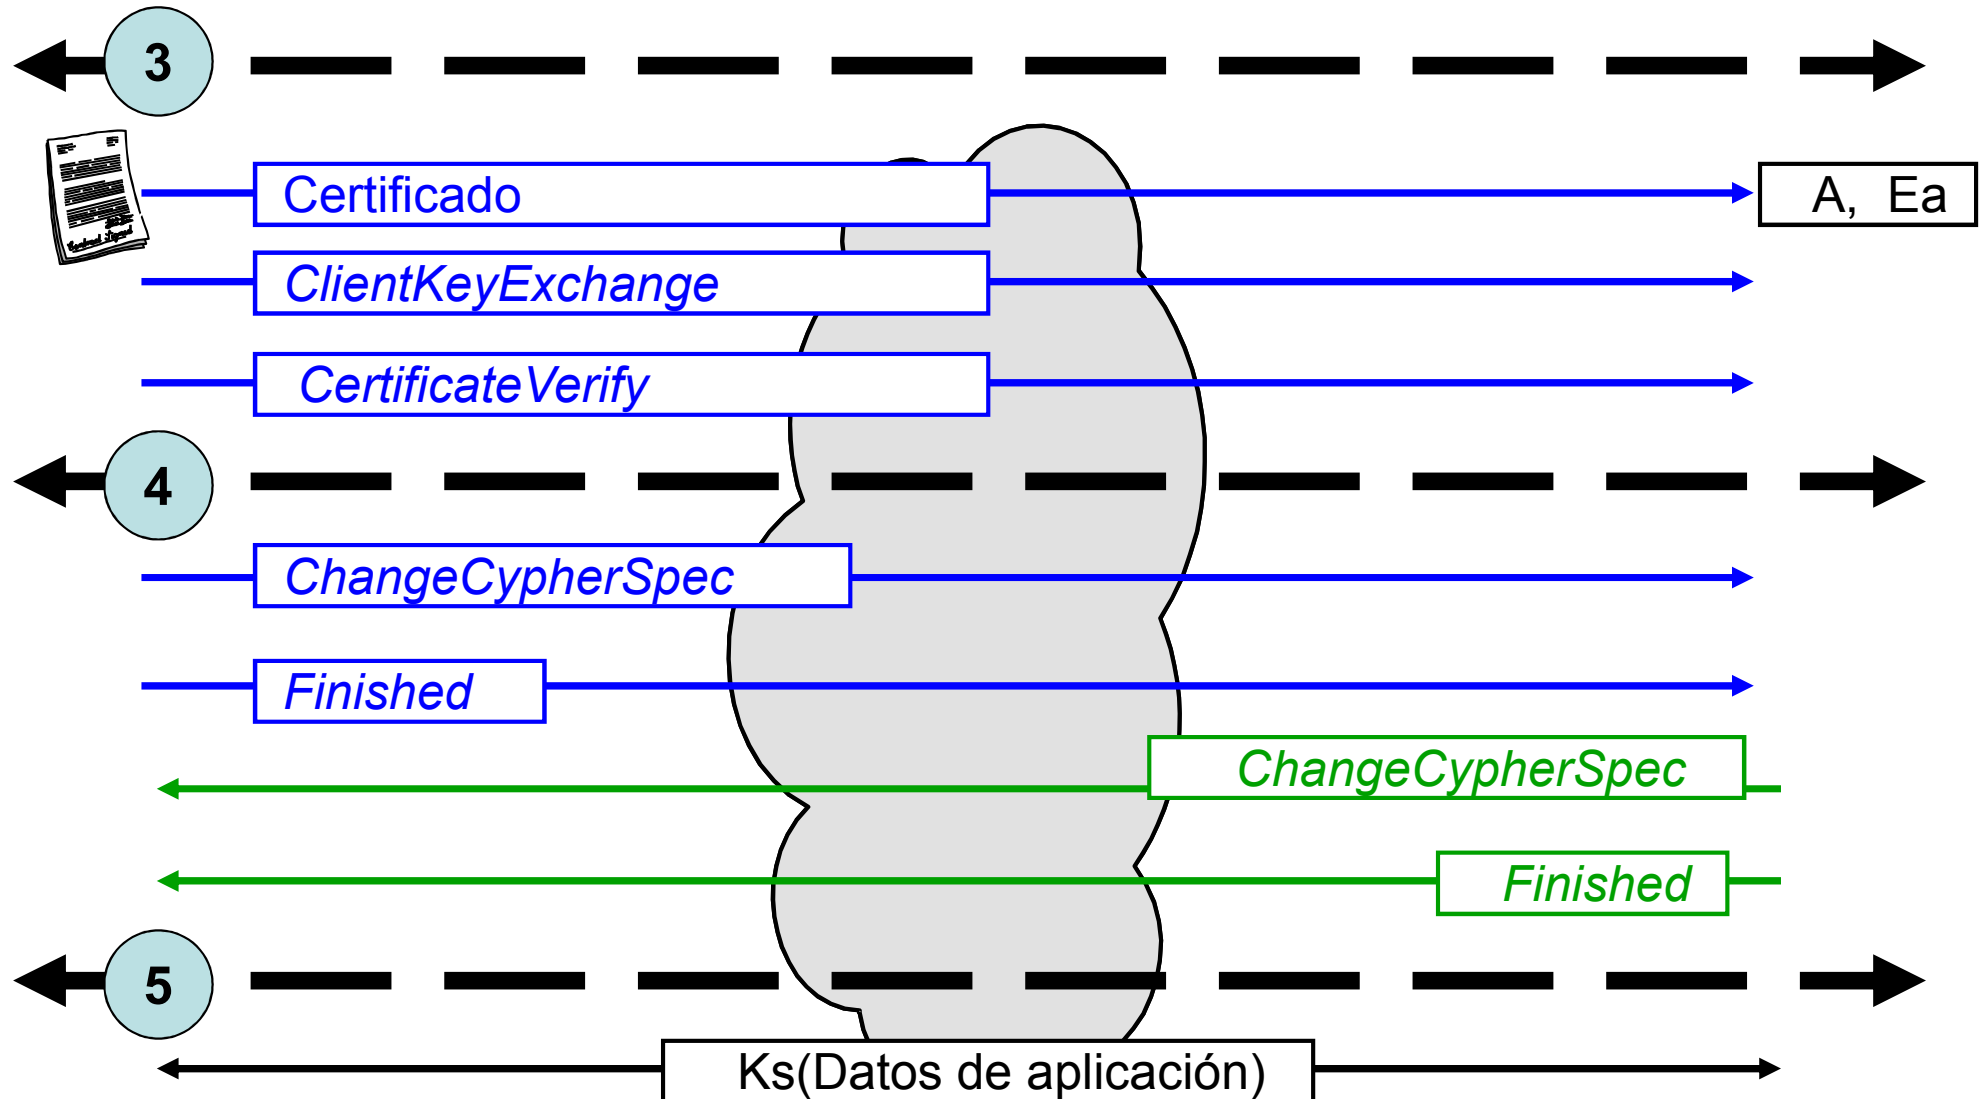 3
Certificado
A, Ea
ClientKeyExchange
CertificateVerify
4
ChangeCypherSpec
Finished
ChangeCypherSpec
Finished
5
Ks(Datos de aplicación)